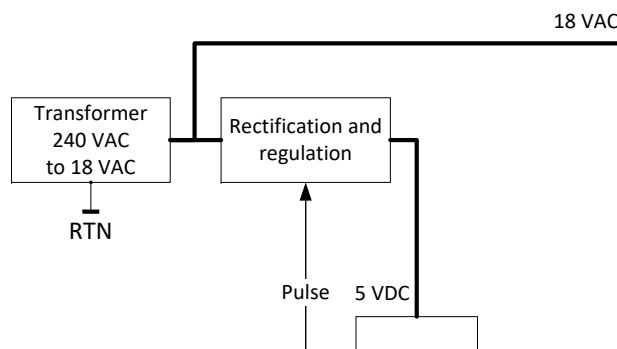 18 VAC
Transformer
240 VAC
to 18 VAC
Rectification and
regulation
RTN
Pulse
5 VDC